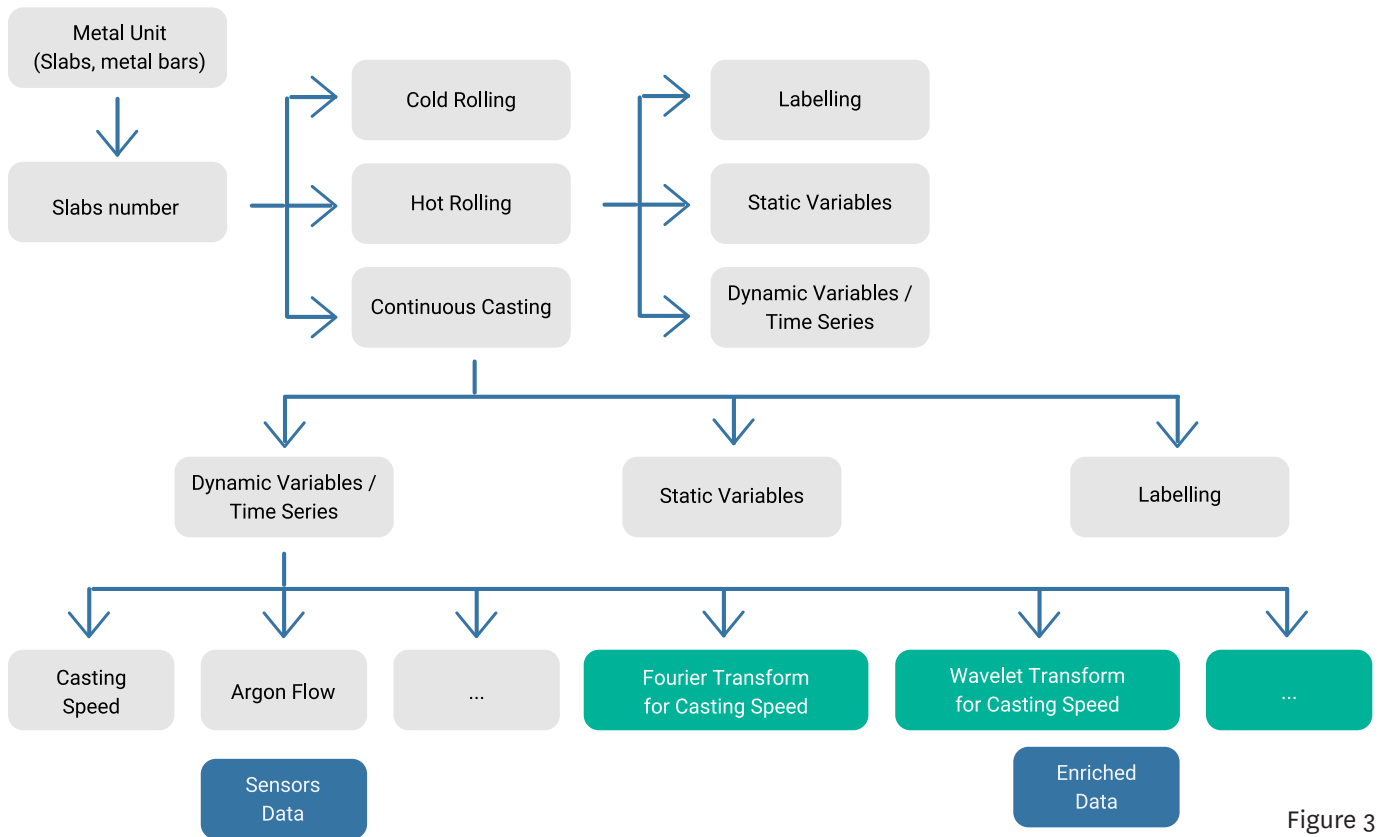 Metal Unit
(Slabs, metal bars)
Slabs number
Cold Rolling
Hot Rolling
Continuous Casting
Labelling
Static Variables
Dynamic Variables /
Time Series
Dynamic Variables /
Time Series
Static Variables
Labelling
Casting
Speed
Argon Flow
...
Fourier Transform
for Casting Speed
Wavelet Transform
for Casting Speed
...
Sensors
Data
Enriched
Data
Figure 3